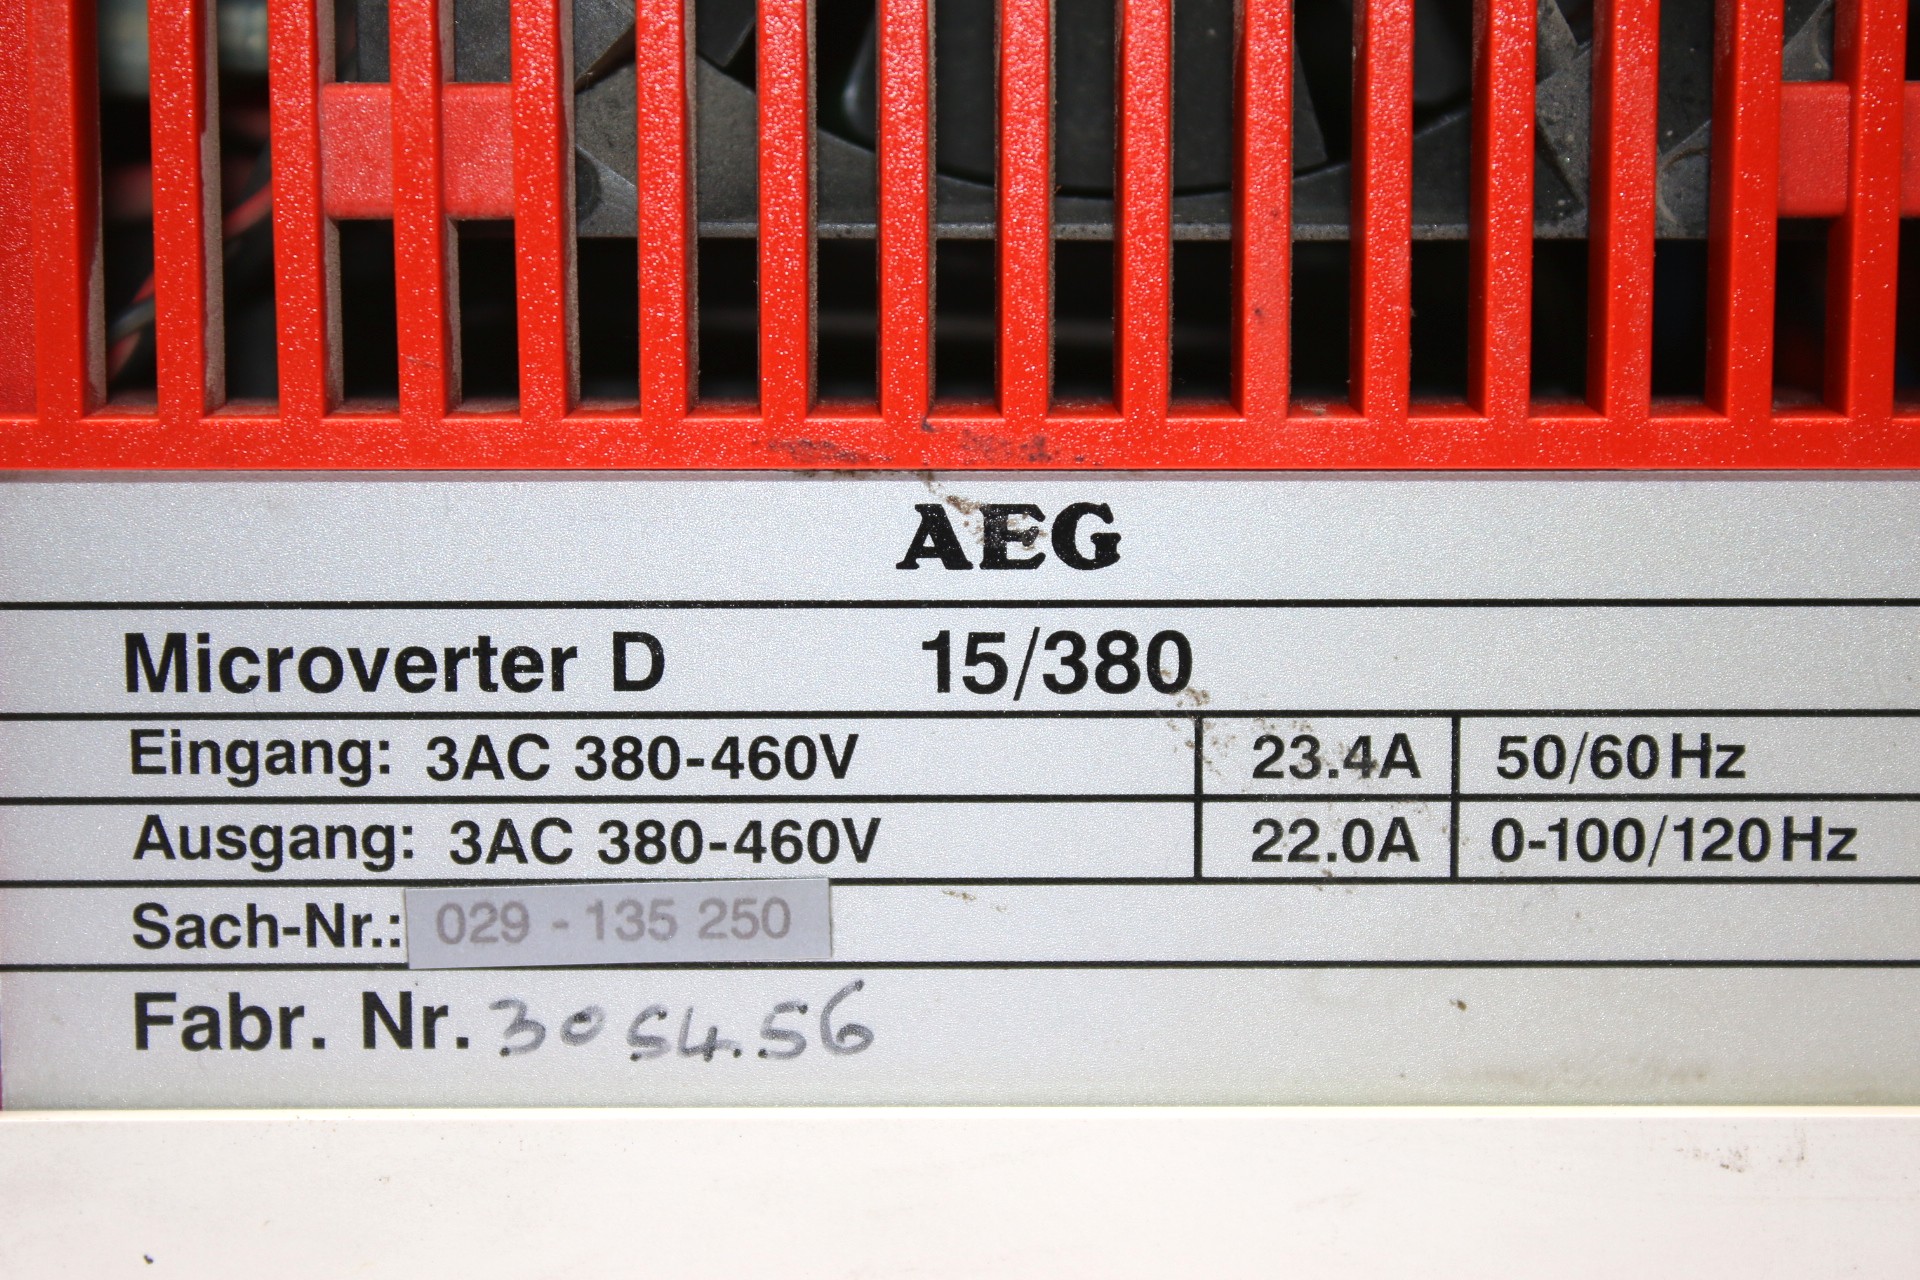 AEG
Microverter D 15/380
Eingang: 3AC 380-460V 23.4A 50/60Hz
Ausgang: 3AC 380-460V 22.0A 0-100/120Hz
Sach-Nr.: 029 - 135 250
Fabr. Nr. 3054.56